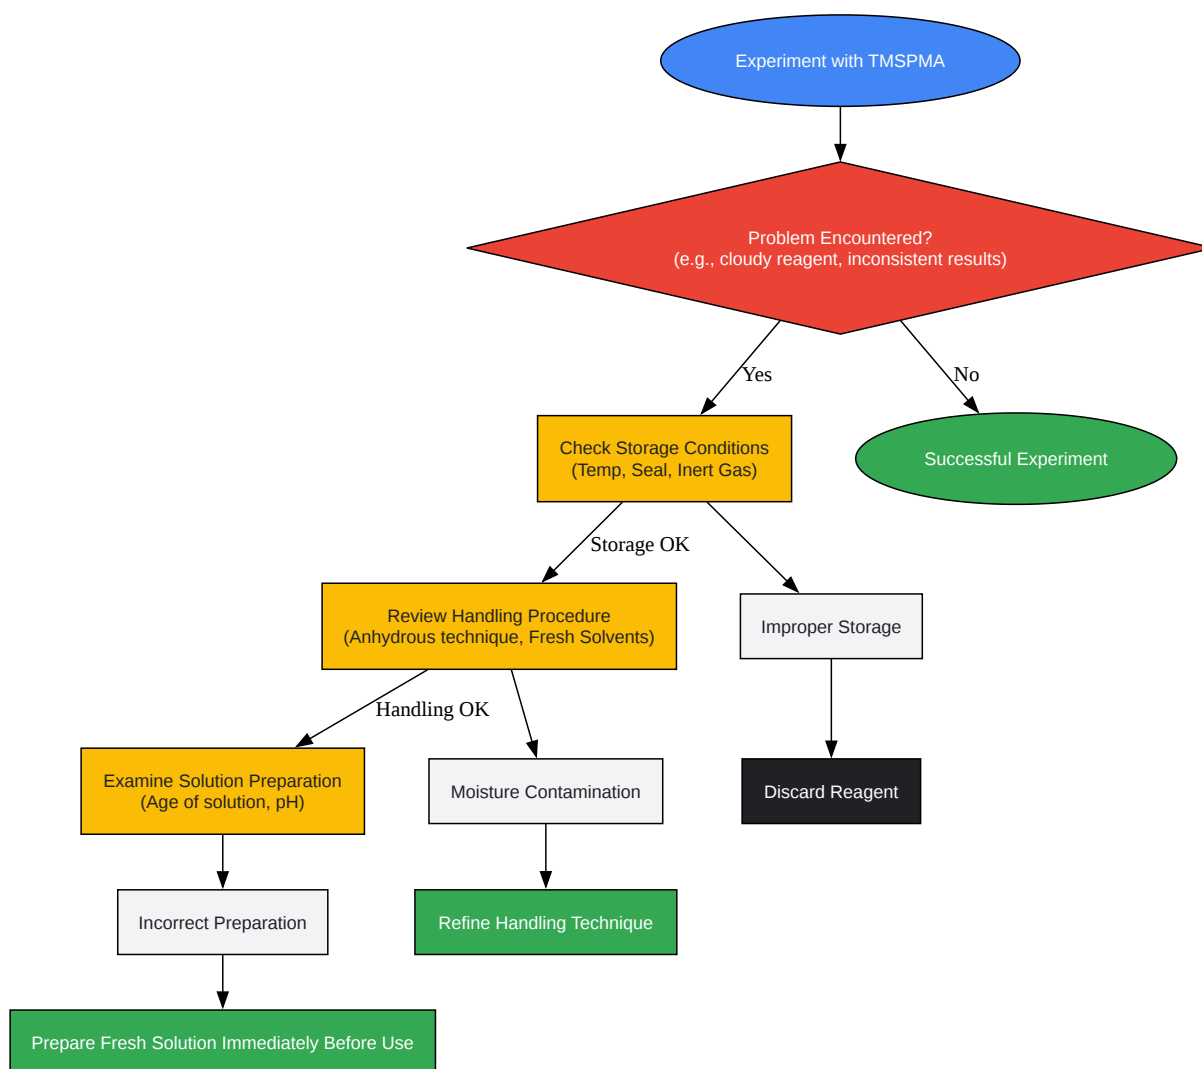 Experiment with TMSPMA
Problem Encountered?
(e.g., cloudy reagent, inconsistent results)
Yes
No
Check Storage Conditions
(Temp, Seal, Inert Gas)
Successful Experiment
Storage OK
Review Handling Procedure
(Anhydrous technique, Fresh Solvents)
Improper Storage
Handling OK
Examine Solution Preparation
(Age of solution, pH)
Moisture Contamination
Discard Reagent
Incorrect Preparation
Refine Handling Technique
Prepare Fresh Solution Immediately Before Use